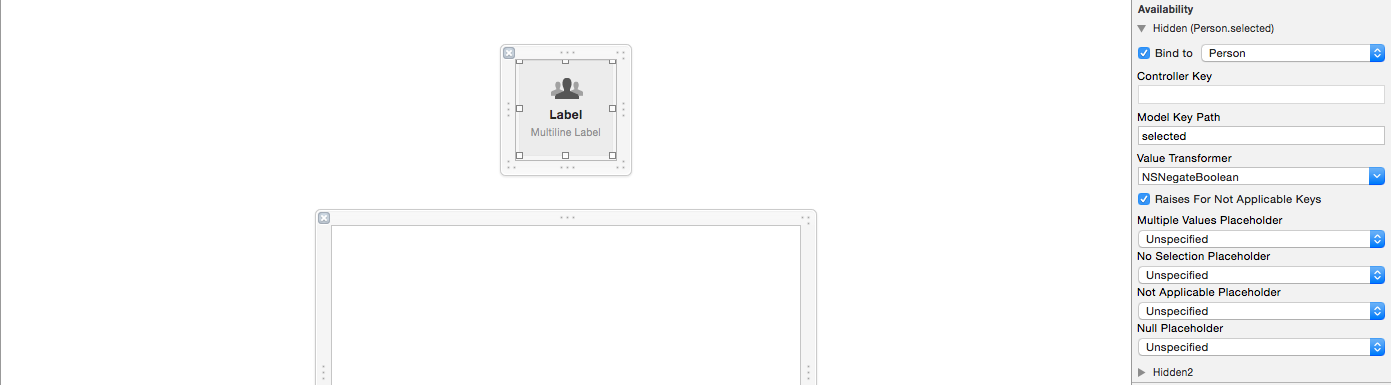 Label
Multiline Label
Availability
Hidden (Person.selected)
Bind to Person
Controller Key
Model Key Path
selected
Value Transformer
NSNegateBoolean
Raises For Not Applicable Keys
Multiple Values Placeholder
Unspecified
No Selection Placeholder
Unspecified
Not Applicable Placeholder
Unspecified
Null Placeholder
Unspecified
Hidden2